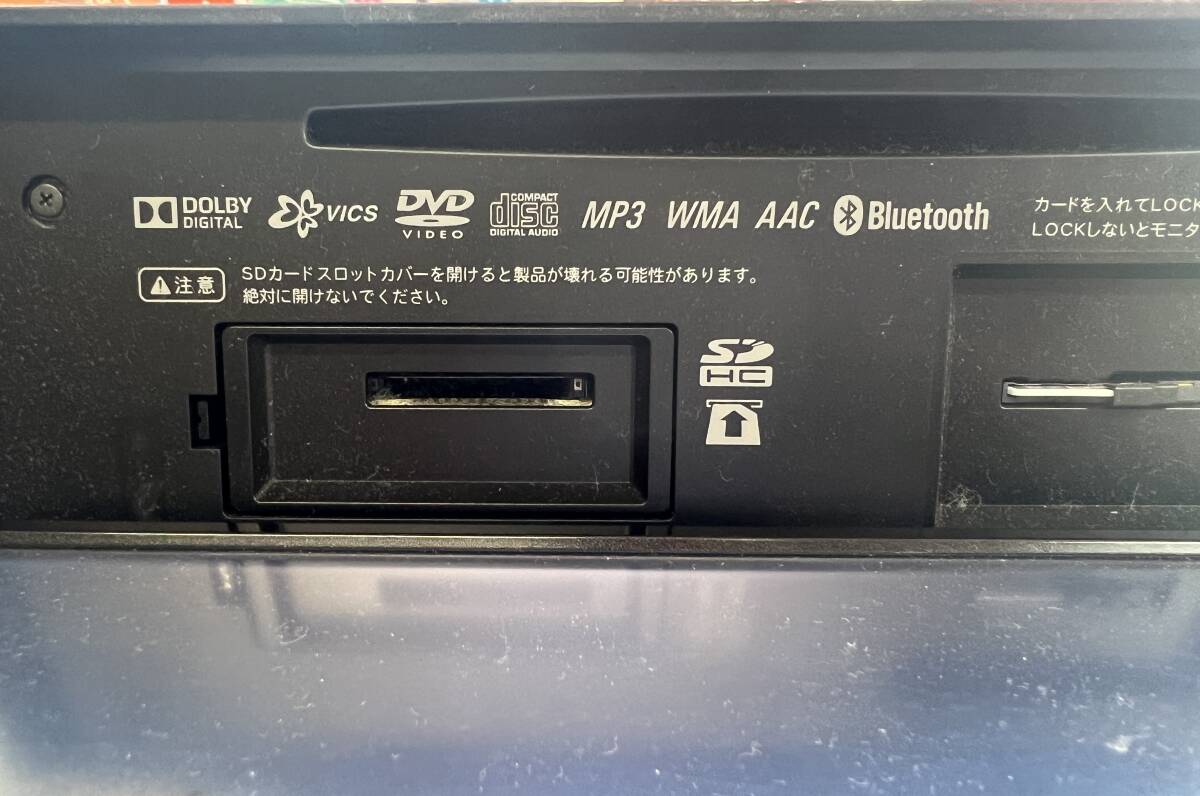 DOLBY
DIGITAL
VICS
DVD
VIDEO
COMPACT
disc
DIGITAL AUDIO
MP3 WMA AAC Bluetooth
カードを入れてLOCK
LOCKしないとモニタ
注意
SDカードスロットカバーを開けると製品が壊れる可能性があります。
絶対に開けないでください。
SD
HC